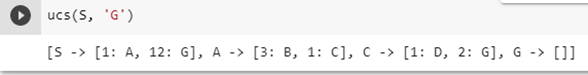 ucs(S, 'G')
[S -> [1: A, 12: G], A -> [3: B, 1: C], C -> [1: D, 2: G], G -> []]